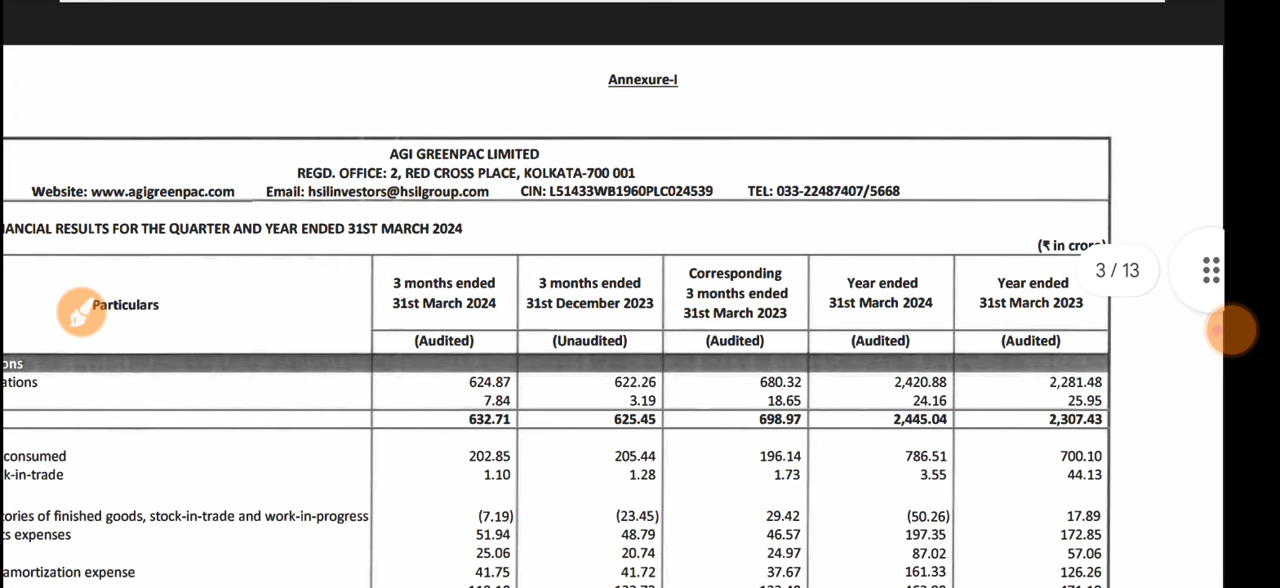 Annexure-I
AGI GREENPAC LIMITED
REGD. OFFICE: 2, RED CROSS PLACE, KOLKATA-700 001
Website: www.agigreenpac.com Email: hsilinvestors@hsilgroup.com CIN: L51433WB1960PLC024539 TEL: 033-22487407/5668
ANCIAL RESULTS FOR THE QUARTER AND YEAR ENDED 31ST MARCH 2024
(₹ in crore)
3 / 13
Particulars
3 months ended 31st March 2024
3 months ended 31st December 2023
Corresponding 3 months ended 31st March 2023
Year ended 31st March 2024
Year ended 31st March 2023
(Audited) (Unaudited) (Audited) (Audited) (Audited)
ons
ations 624.87 622.26 680.32 2,420.88 2,281.48
7.84 3.19 18.65 24.16 25.95
632.71 625.45 698.97 2,445.04 2,307.43
consumed 202.85 205.44 196.14 786.51 700.10
k-in-trade 1.10 1.28 1.73 3.55 44.13
ories of finished goods, stock-in-trade and work-in-progress (7.19) (23.45) 29.42 (50.26) 17.89
s expenses 51.94 48.79 46.57 197.35 172.85
25.06 20.74 24.97 87.02 57.06
amortization expense 41.75 41.72 37.67 161.33 126.26